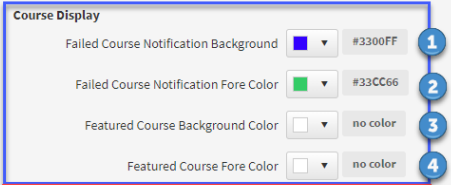 Course Display
Failed Course Notification Background #3300FF 1
Failed Course Notification Fore Color #33CC66 2
Featured Course Background Color no color 3
Featured Course Fore Color no color 4